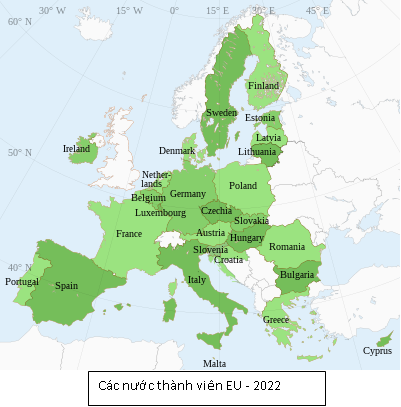 30° W 15° W 0° 15° E 30° E 45° E
60° N
Finland
Sweden
Estonia
Latvia
Ireland
Denmark
Lithuania
50° N
Nether-
lands
Poland
Belgium
Germany
Luxembourg
Czechia
Slovakia
France
Austria
Hungary
Romania
Slovenia
Croatia
40° N
Bulgaria
Portugal
Spain
Italy
Greece
Cyprus
Malta
Các nước thành viên EU - 2022